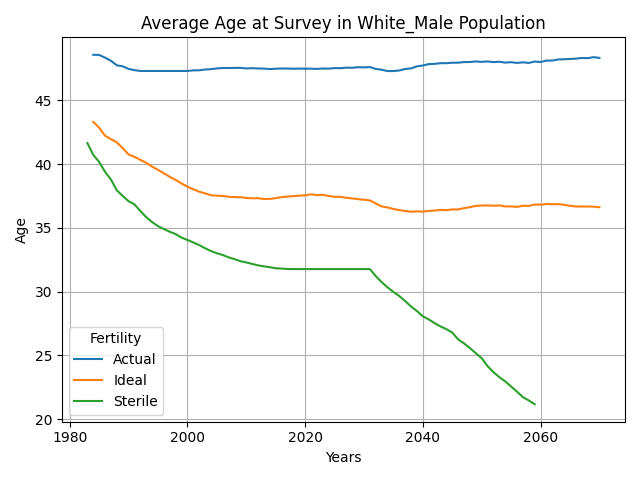 Average Age at Survey in White_Male Population
Age
45
40
35
30
25
20
Fertility
Actual
Ideal
Sterile
1980 2000 2020 2040 2060
Years